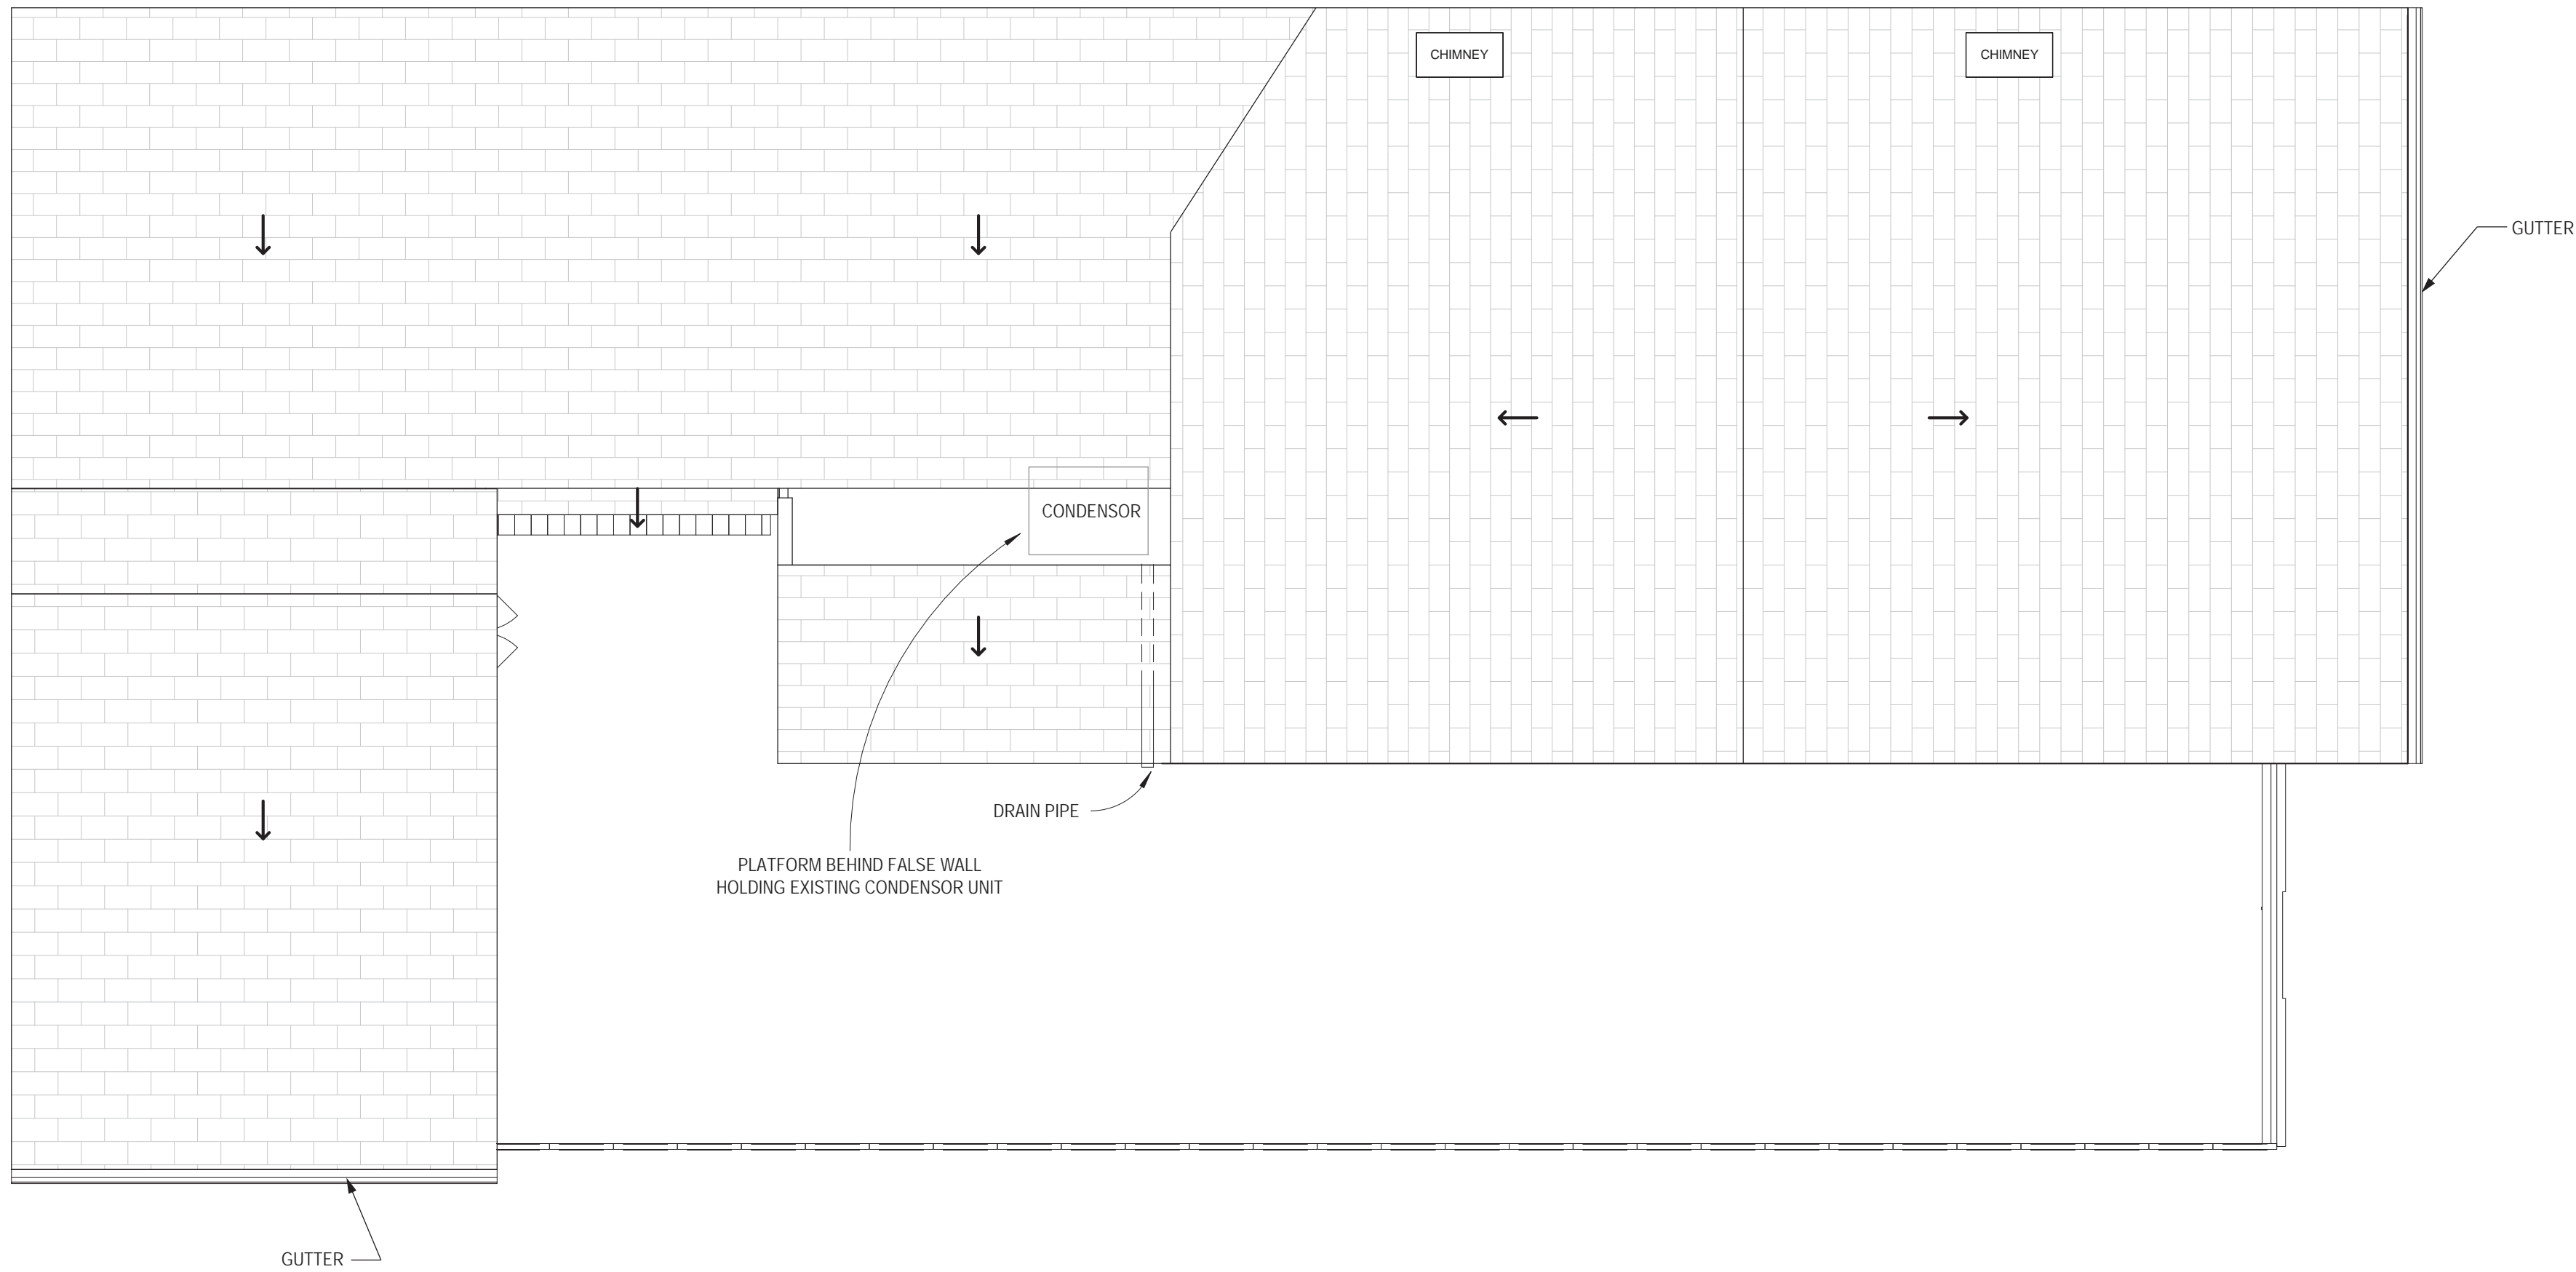 CHIMNEY
CHIMNEY
GUTTER
CONDENSOR
DRAIN PIPE
PLATFORM BEHIND FALSE WALL
HOLDING EXISTING CONDENSOR UNIT
GUTTER